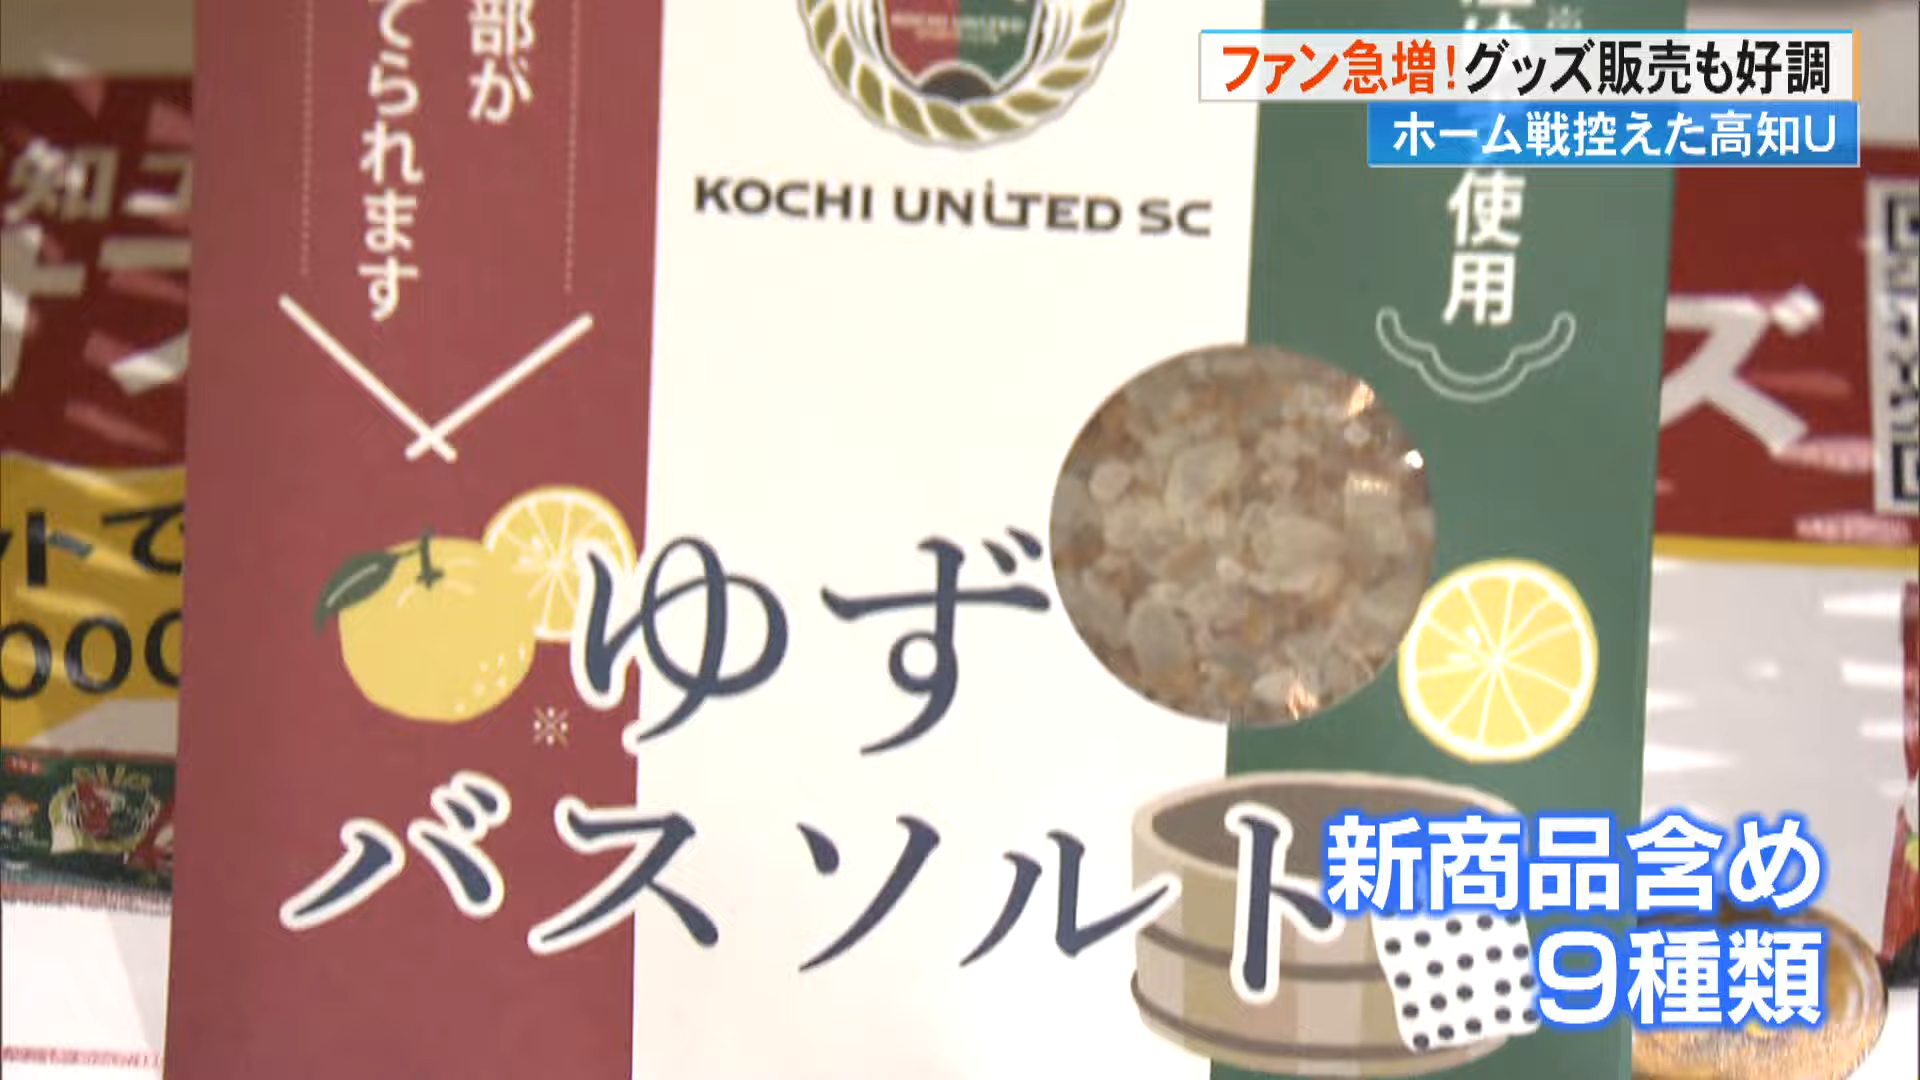 ファン急増！グッズ販売も好調
ホーム戦控えた高知U
部が
てられます
KOCHI UNITED SC
使用
ゆず
※
バスソルト
新商品含め
9種類